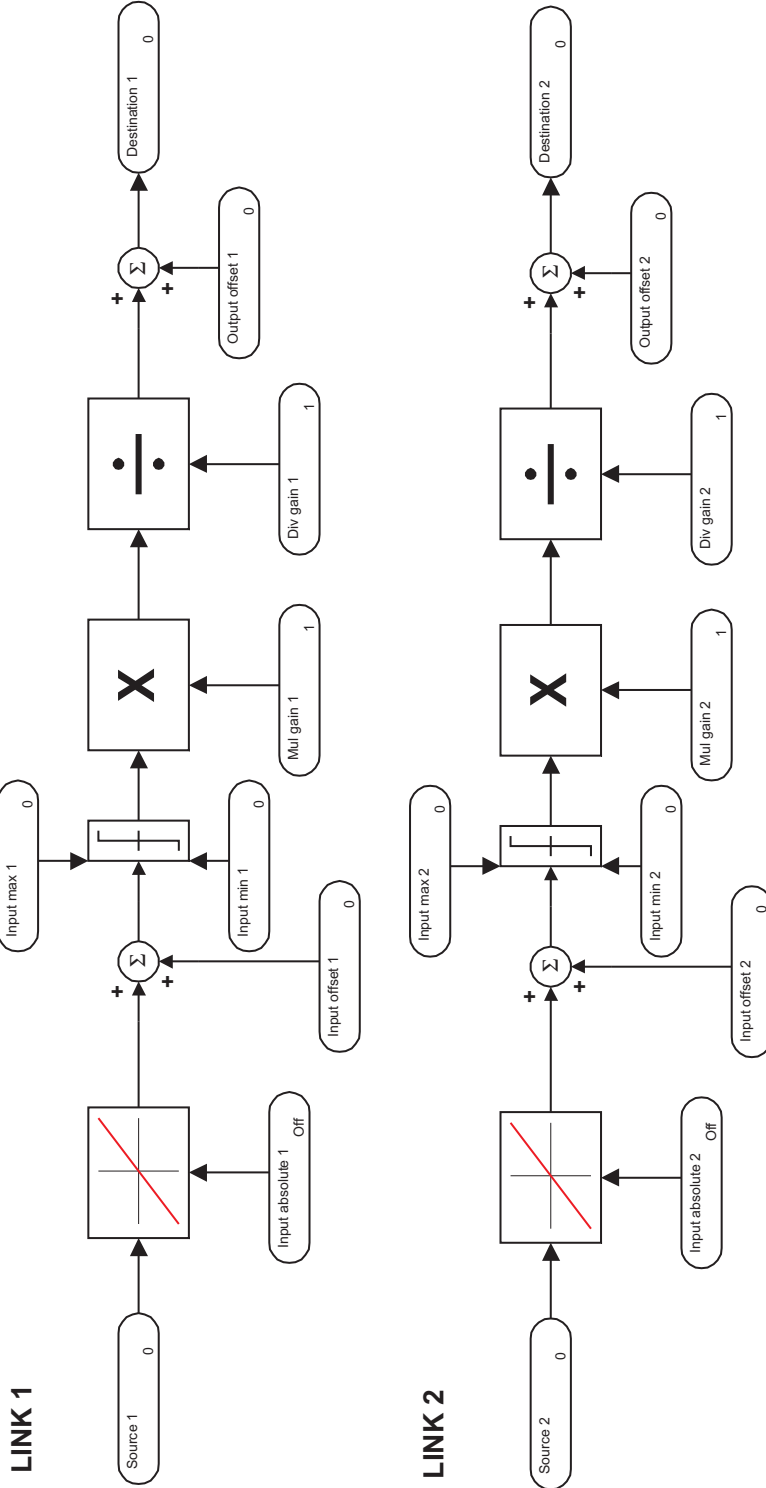 LINK 1
Source 1
0
Input absolute 1
Off
+
+
Σ
Input offset 1
0
Input max 1
0
Input min 1
0
X
Mul gain 1
1
÷
Div gain 1
1
+
+
Σ
Output offset 1
0
Destination 1
0
LINK 2
Source 2
0
Input absolute 2
Off
+
+
Σ
Input offset 2
0
Input max 2
0
Input min 2
0
X
Mul gain 2
1
÷
Div gain 2
1
+
+
Σ
Output offset 2
0
Destination 2
0